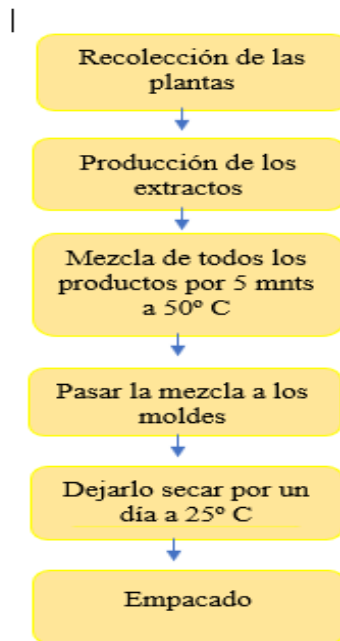 Recolección de las
plantas
Producción de los
extractos
Mezcla de todos los
productos por 5 mnts
a 50º C
Pasar la mezcla a los
moldes
Dejarlo secar por un
día a 25º C
Empacado